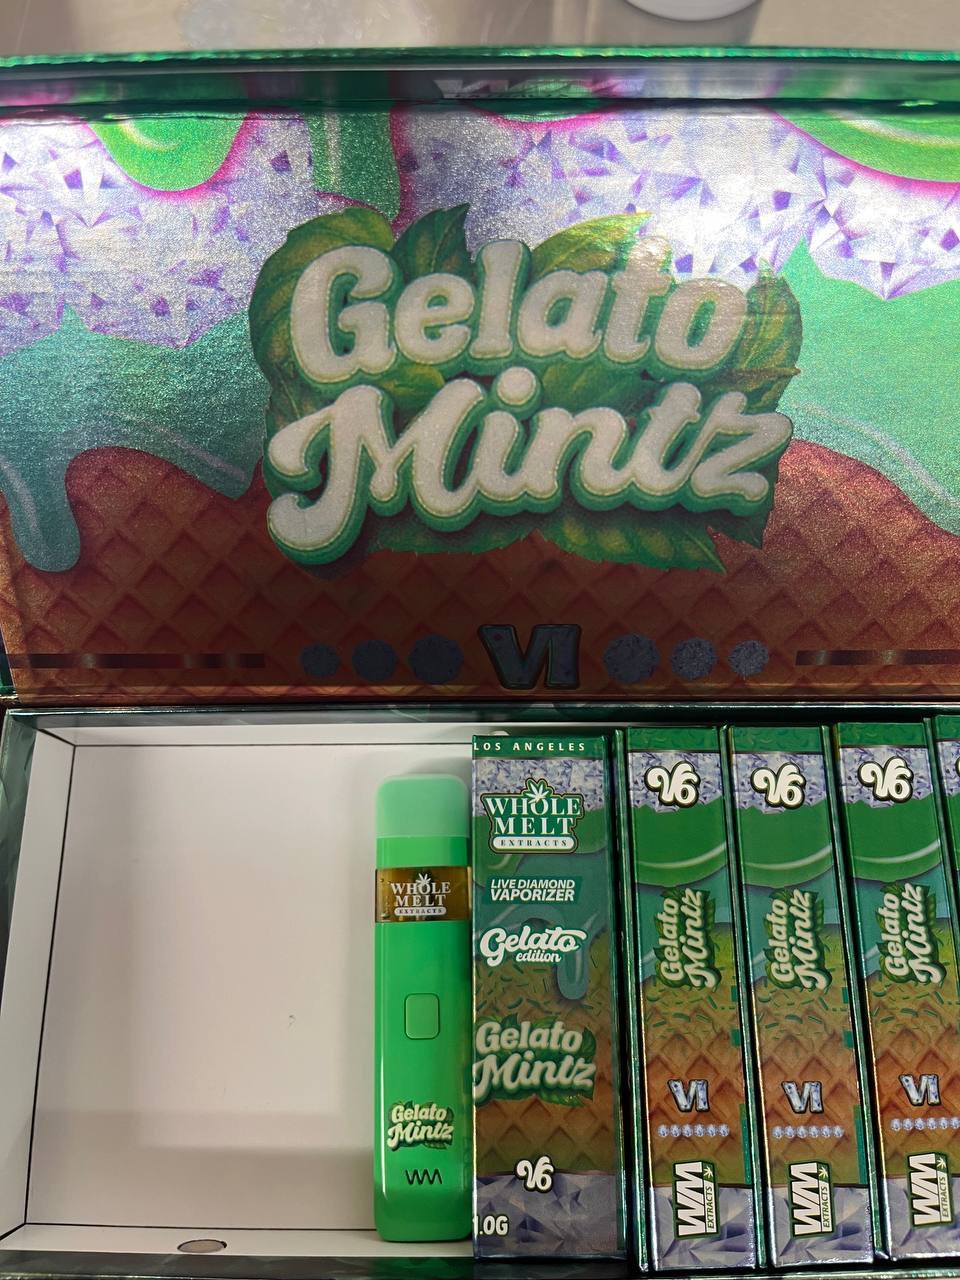 Gelato
Mintz
VI
LOS ANGELES
WHOLE
MELT
EXTRACTS
LIVE DIAMOND
VAPORIZER
Gelato
edition
Gelato
Mintz
V6
1.0G
WHOLE
MELT
EXTRACTS
Gelato
Mintz
WM
V6
Gelato
Mintz
VI
WM
EXTRACTS
V6
Gelato
Mintz
VI
WM
EXTRACTS
V6
Gelato
Mintz
VI
WM
EXTRACTS